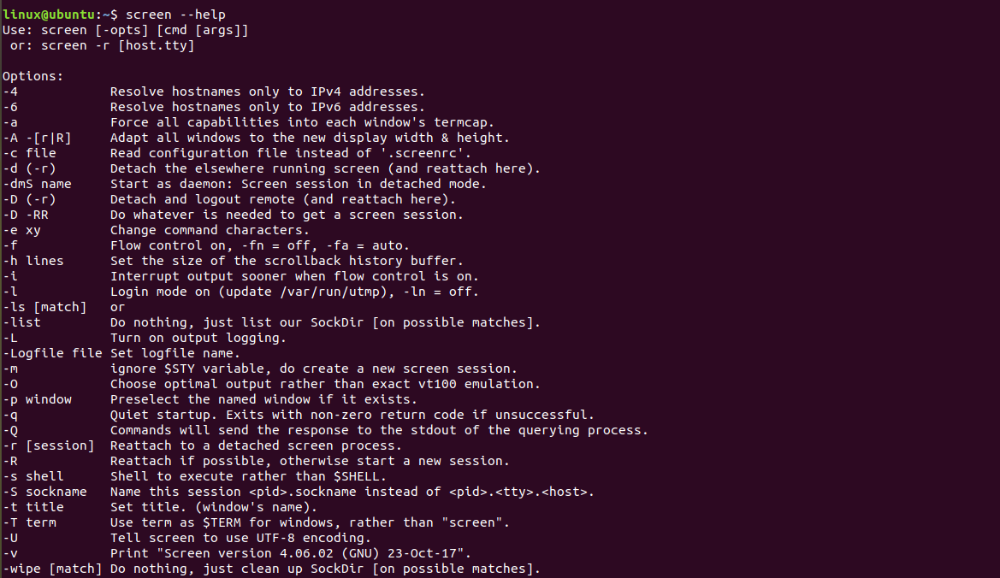 linux@ubuntu:~$ screen --help
Use: screen [-opts] [cmd [args]]
 or: screen -r [host.tty]

Options:
-4            Resolve hostnames only to IPv4 addresses.
-6            Resolve hostnames only to IPv6 addresses.
-a            Force all capabilities into each window's termcap.
-A -[r|R]     Adapt all windows to the new display width & height.
-c file       Read configuration file instead of '.screenrc'.
-d (-r)       Detach the elsewhere running screen (and reattach here).
-dmS name     Start as daemon: Screen session in detached mode.
-D (-r)       Detach and logout remote (and reattach here).
-D -RR        Do whatever is needed to get a screen session.
-e xy         Change command characters.
-f            Flow control on, -fn = off, -fa = auto.
-h lines      Set the size of the scrollback history buffer.
-i            Interrupt output sooner when flow control is on.
-l            Login mode on (update /var/run/utmp), -ln = off.
-ls [match]   or
-list         Do nothing, just list our SockDir [on possible matches].
-L            Turn on output logging.
-Logfile file Set logfile name.
-m            ignore $STY variable, do create a new screen session.
-O            Choose optimal output rather than exact vt100 emulation.
-p window     Preselect the named window if it exists.
-q            Quiet startup. Exits with non-zero return code if unsuccessful.
-Q            Commands will send the response to the stdout of the querying process.
-r [session]  Reattach to a detached screen process.
-R            Reattach if possible, otherwise start a new session.
-s shell      Shell to execute rather than $SHELL.
-S sockname   Name this session <pid>.sockname instead of <pid>.<tty>.<host>.
-t title      Set title. (window's name).
-T term       Use term as $TERM for windows, rather than "screen".
-U            Tell screen to use UTF-8 encoding.
-v            Print "Screen version 4.06.02 (GNU) 23-Oct-17".
-wipe [match] Do nothing, just clean up SockDir [on possible matches].